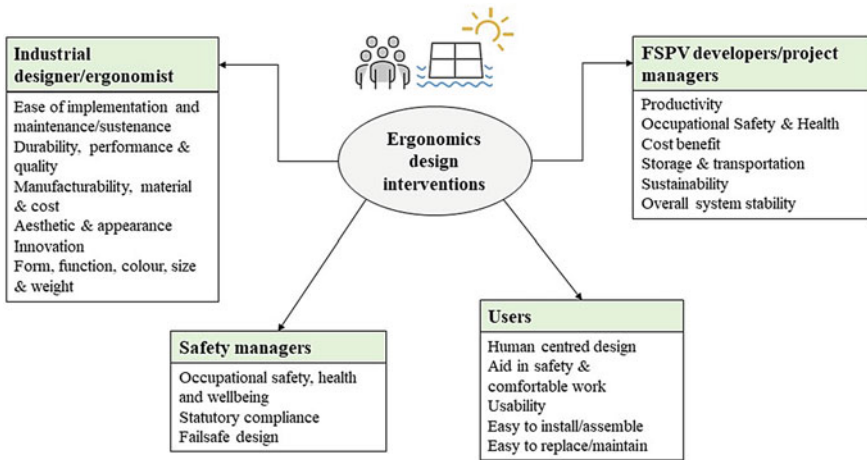 Industrial
designer/ergonomist
Ease of implementation and
maintenance/sustenance
Durability, performance &
quality
Manufacturability, material
& cost
Aesthetic & appearance
Innovation
Form, function, colour, size
& weight
Ergonomics
design
interventions
FSPV developers/project
managers
Productivity
Occupational Safety & Health
Cost benefit
Storage & transportation
Sustainability
Overall system stability
Safety managers
Occupational safety, health
and wellbeing
Statutory compliance
Failsafe design
Users
Human centred design
Aid in safety &
comfortable work
Usability
Easy to install/assemble
Easy to replace/maintain